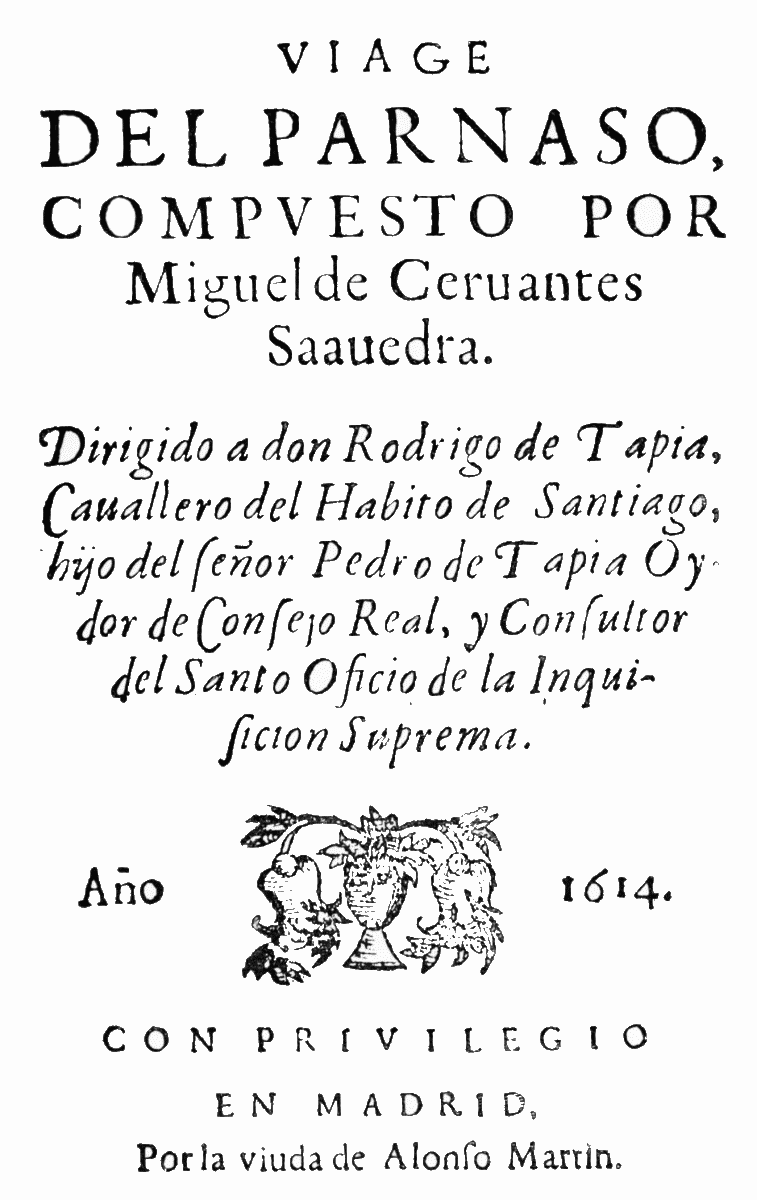 VIAGE
DEL PARNASO,
COMPVESTO POR
Miguel de Ceruantes
Saauedra.
Dirigido a don Rodrigo de Tapia,
Cauallero del Habito de Santiago,
hijo del ſeñor Pedro de Tapia Oy-
dor de Conſejo Real, y Conſultor
del Santo Oficio de la Inqui-
ſicion Suprema.
Año 1614.
CON PRIVILEGIO
EN MADRID,
Por la viuda de Alonſo Martin.